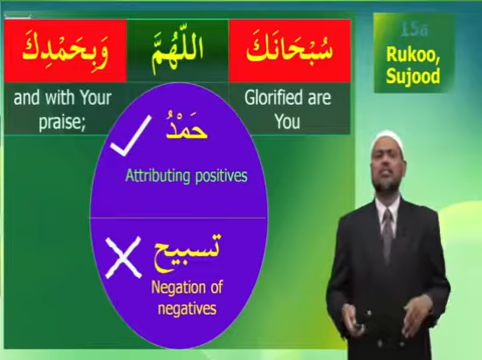 سُبْحَانَكَ اللّٰهُمَّ وَبِحَمْدِكَ
Glorified are
You
and with Your
praise;
حَمْدُ
Attributing positives
تسبيح
Negation of
negatives
15a
Rukoo,
Sujood